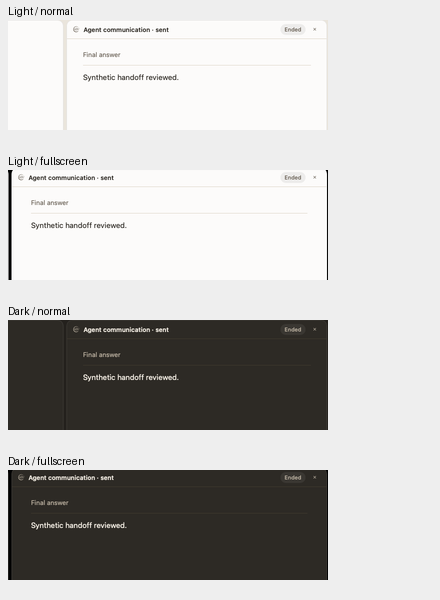 Light / normal
Agent communication · sent
Ended
×
Final answer
Synthetic handoff reviewed.
Light / fullscreen
Agent communication · sent
Ended
×
Final answer
Synthetic handoff reviewed.
Dark / normal
Agent communication · sent
Ended
×
Final answer
Synthetic handoff reviewed.
Dark / fullscreen
Agent communication · sent
Ended
×
Final answer
Synthetic handoff reviewed.